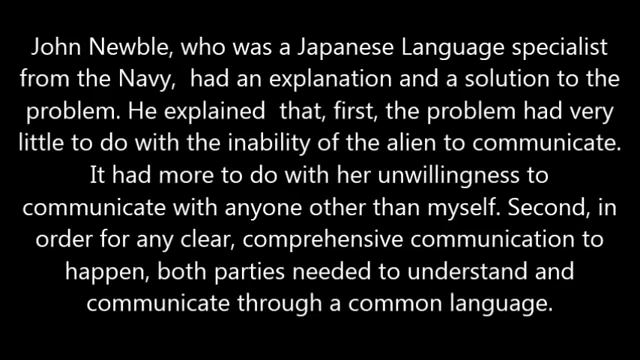 John Newble, who was a Japanese Language specialist
from the Navy,  had an explanation and a solution to the
problem. He explained  that, first, the problem had very
little to do with the inability of the alien to communicate.
It had more to do with her unwillingness to
communicate with anyone other than myself. Second, in
order for any clear, comprehensive communication to
happen, both parties needed to understand and
communicate through a common language.